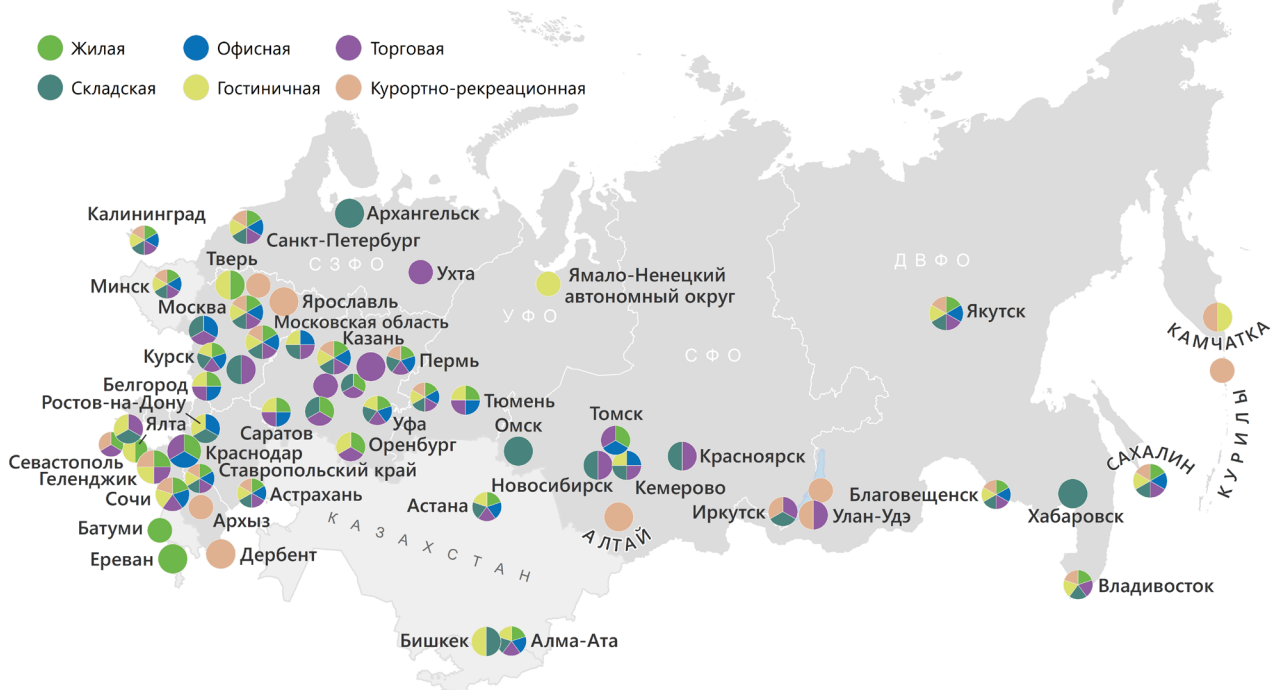 Жилая
Офисная
Торговая
Складская
Гостиничная
Курортно-рекреационная
Калининград
Архангельск
Санкт-Петербург
СЗФО
Тверь
Ухта
Ямало-Ненецкий
автономный округ
ДВФО
Минск
Ярославль
Москва
Московская область
УФО
Якутск
КАМЧАТКА
Казань
Курск
Пермь
СФО
Белгород
Ростов-на-Дону
Тюмень
КУРИЛЫ
Ялта
Саратов
Уфа
Омск
Томск
Краснодар
Оренбург
Красноярск
САХАЛИН
Севастополь
Ставропольский край
Геленджик
Новосибирск
Кемерово
Сочи
Астрахань
Астана
Благовещенск
Архыз
КАЗАХСТАН
АЛТАЙ
Иркутск
Улан-Удэ
Хабаровск
Батуми
Ереван
Дербент
Владивосток
Бишкек
Алма-Ата